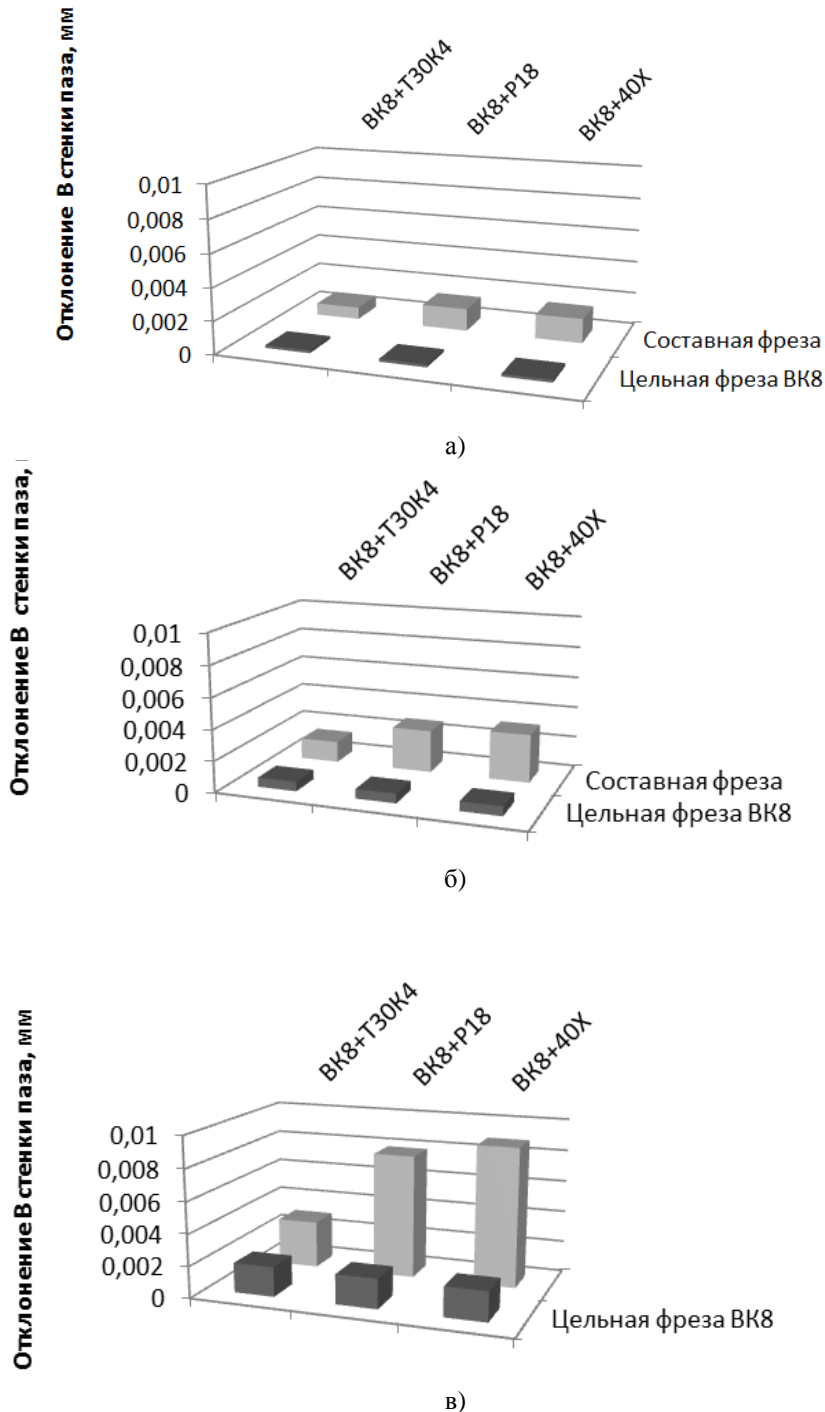 Отклонение В стенки паза, мм
ВК8+Т30К4
ВК8+Р18
ВК8+40Х
0,01
0,008
0,006
0,004
0,002
0
Составная фреза
Цельная фреза ВК8
а)
Отклонение В стенки паза,
ВК8+Т30К4
ВК8+Р18
ВК8+40Х
0,01
0,008
0,006
0,004
0,002
0
Составная фреза
Цельная фреза ВК8
б)
Отклонение В стенки паза, мм
ВК8+Т30К4
ВК8+Р18
ВК8+40Х
0,01
0,008
0,006
0,004
0,002
0
Цельная фреза ВК8
в)